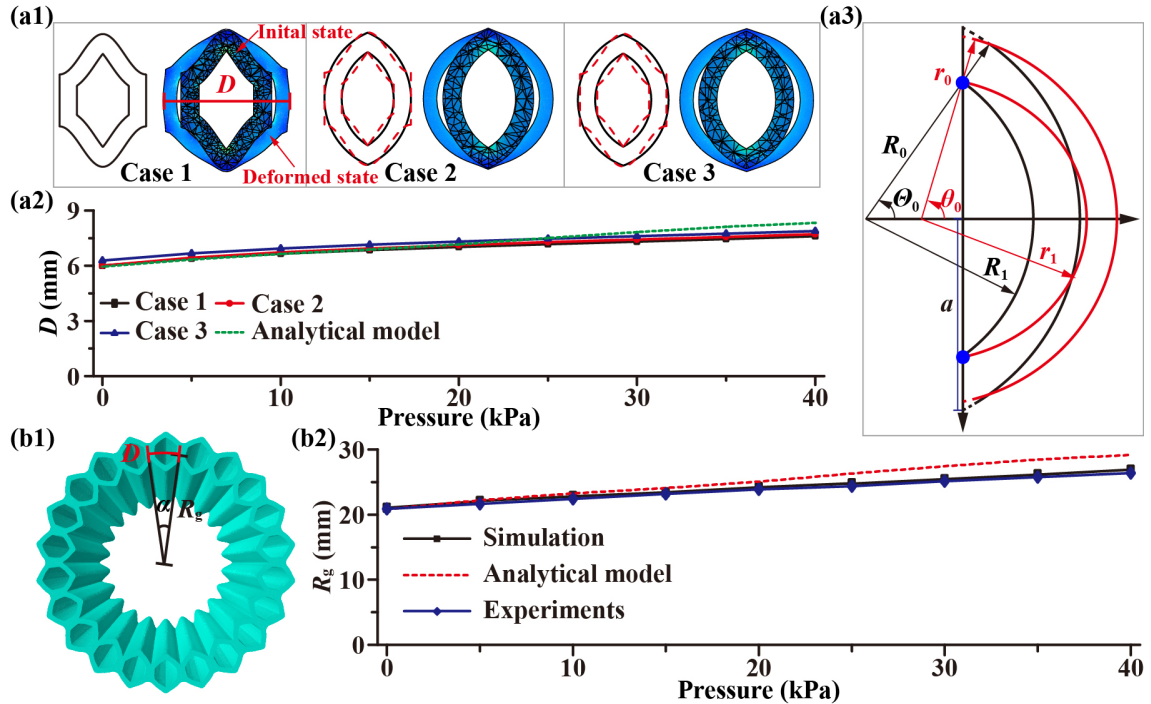 (a1)
Inital state
D
Deformed state
Case 1
Case 2
Case 3
(a2)
9
6
3
0
D (mm)
Case 1
Case 2
Case 3
Analytical model
0
10
20
30
40
Pressure (kPa)
(a3)
r0
R0
Θ0
θ0
r1
R1
a
(b1)
D
α
Rg
(b2)
30
20
10
0
Rg (mm)
Simulation
Analytical model
Experiments
0
10
20
30
40
Pressure (kPa)